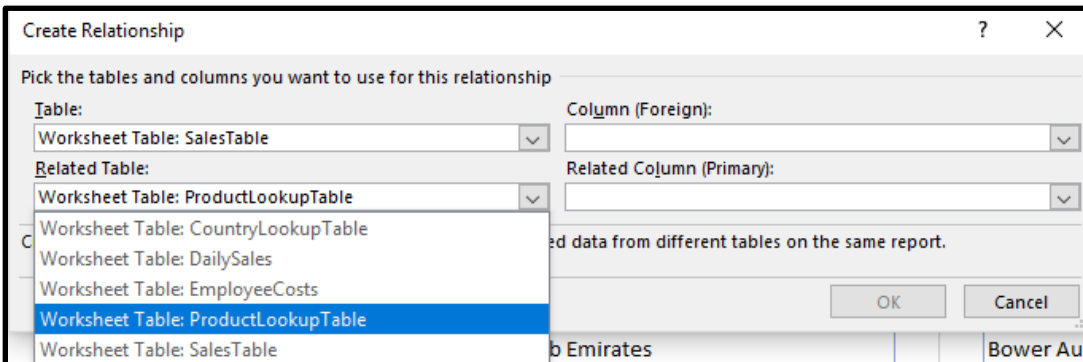 Create Relationship ?
Pick the tables and columns you want to use for this relationship
Table: Column (Foreign):
Worksheet Table: SalesTable
Related Table: Related Column (Primary):
Worksheet Table: ProductLookupTable
Worksheet Table: CountryLookupTable
C ed data from different tables on the same report.
Worksheet Table: DailySales
Worksheet Table: EmployeeCosts
OK Cancel
Worksheet Table: ProductLookupTable
Worksheet Table: SalesTable
b Emirates Bower Au